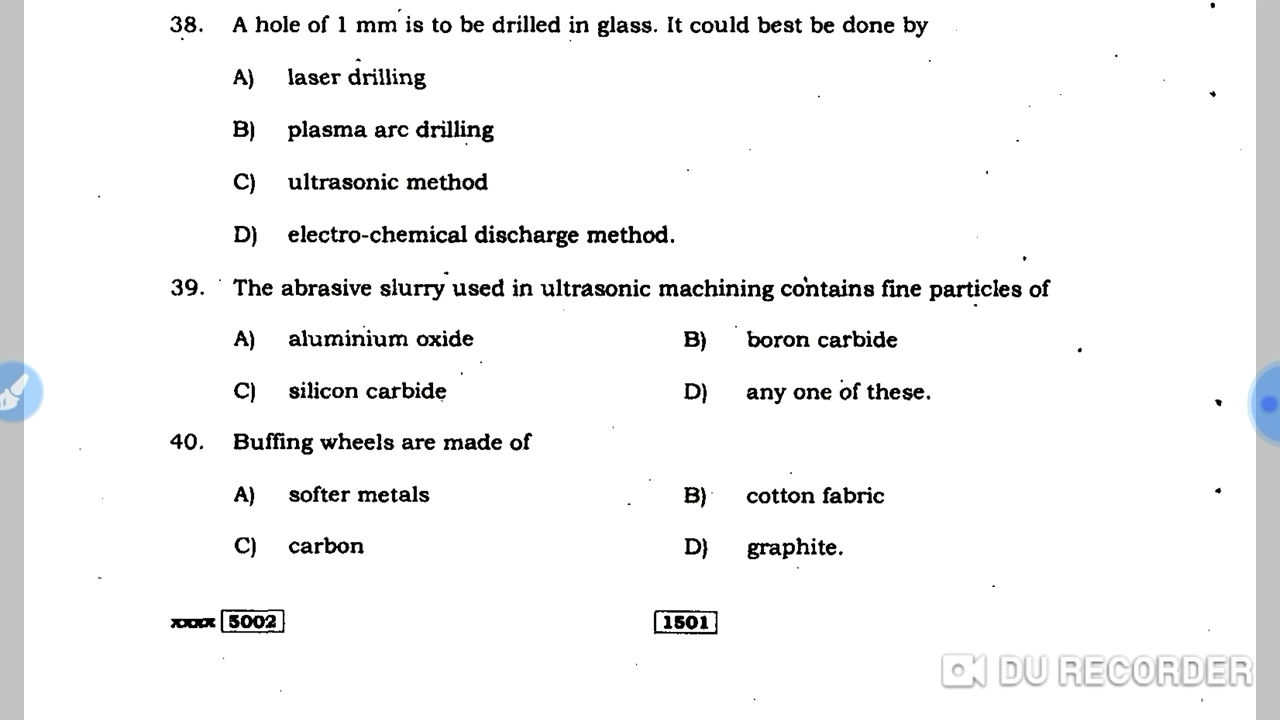 38. A hole of 1 mm is to be drilled in glass. It could best be done by
A) laser drilling
B) plasma arc drilling
C) ultrasonic method
D) electro-chemical discharge method.
39. The abrasive slurry used in ultrasonic machining contains fine particles of
A) aluminium oxide B) boron carbide
C) silicon carbide D) any one of these.
40. Buffing wheels are made of
A) softer metals B) cotton fabric
C) carbon D) graphite.
xxxx 5002 1501
DU RECORDER